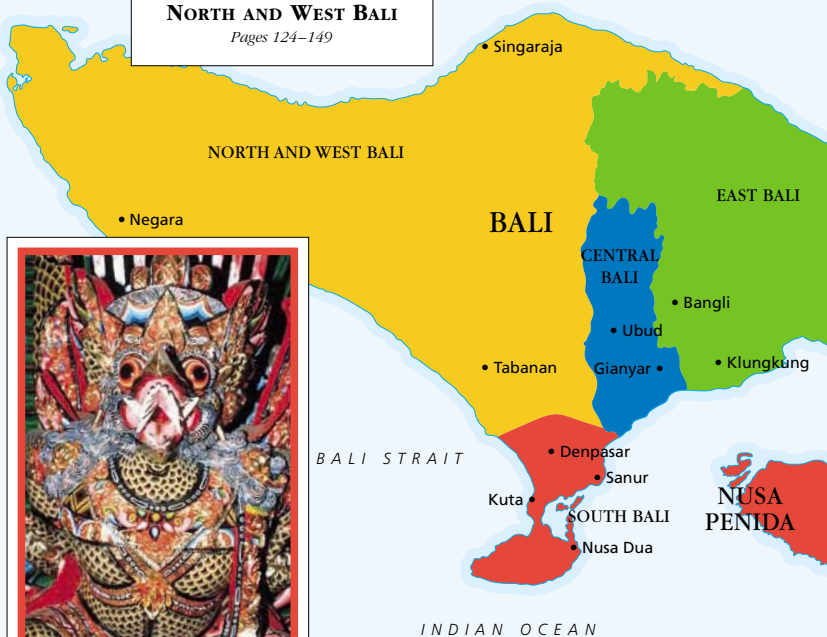 NORTH AND WEST BALI
Pages 124–149
Singaraja
NORTH AND WEST BALI
EAST BALI
Negara
BALI
CENTRAL
BALI
Bangli
Ubud
Tabanan
Gianyar
Klungkung
BALI STRAIT
Denpasar
Sanur
Kuta
SOUTH BALI
NUSA
PENIDA
Nusa Dua
INDIAN OCEAN